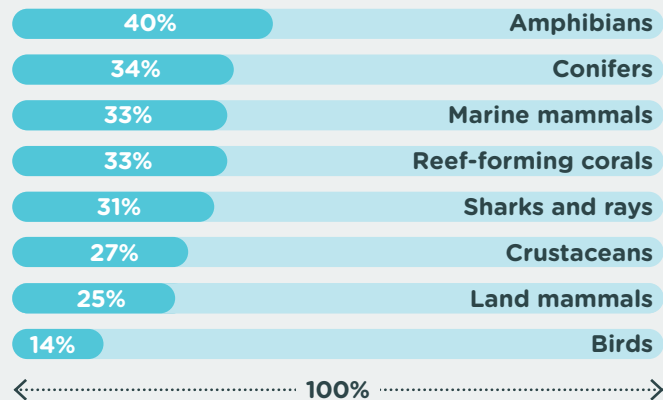 40% Amphibians
34% Conifers
33% Marine mammals
33% Reef-forming corals
31% Sharks and rays
27% Crustaceans
25% Land mammals
14% Birds
100%